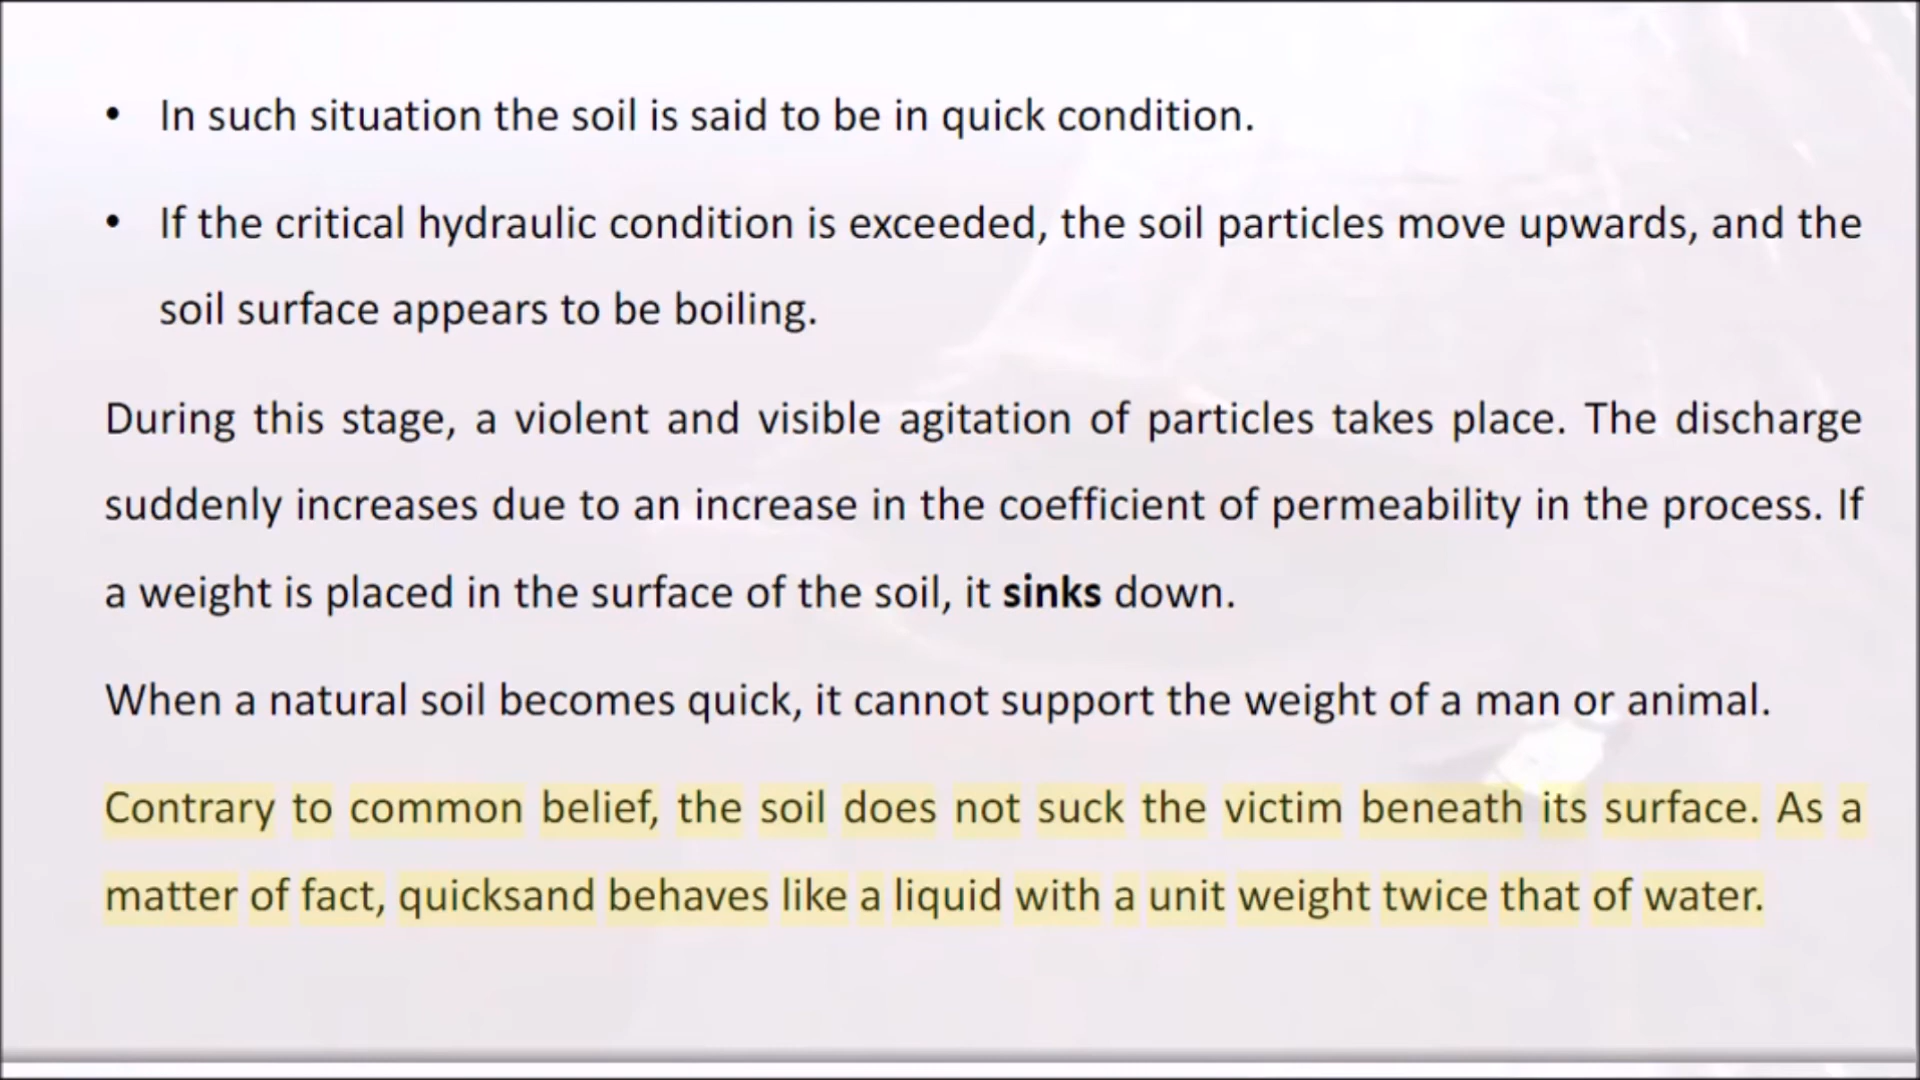 • In such situation the soil is said to be in quick condition.
• If the critical hydraulic condition is exceeded, the soil particles move upwards, and the
soil surface appears to be boiling.
During this stage, a violent and visible agitation of particles takes place. The discharge
suddenly increases due to an increase in the coefficient of permeability in the process. If
a weight is placed in the surface of the soil, it sinks down.
When a natural soil becomes quick, it cannot support the weight of a man or animal.
Contrary to common belief, the soil does not suck the victim beneath its surface. As a
matter of fact, quicksand behaves like a liquid with a unit weight twice that of water.